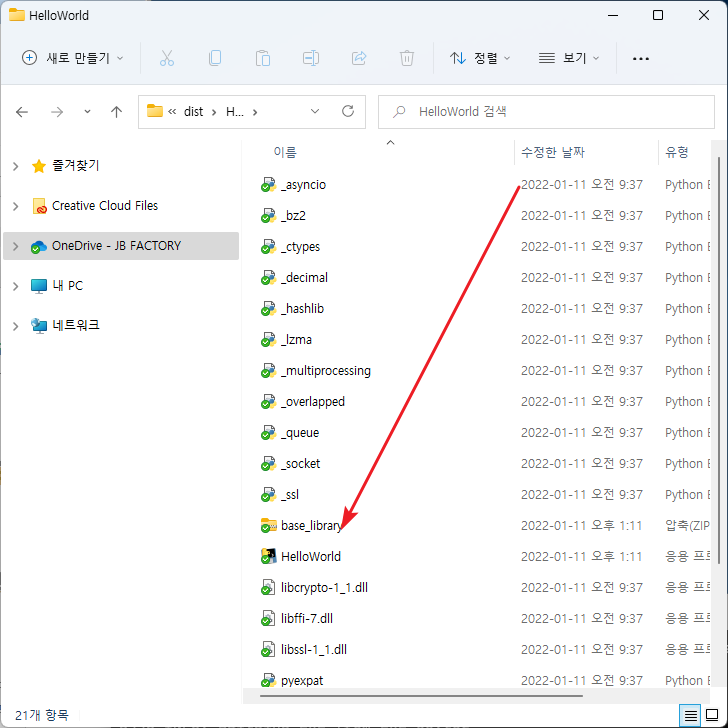 HelloWorld
새로 만들기 정렬 보기 ...
« dist › H... › HelloWorld 검색
즐겨찾기
Creative Cloud Files
OneDrive - JB FACTORY
내 PC
네트워크
이름 수정한 날짜 유형
_asyncio 2022-01-11 오전 9:37 Python E
_bz2 2022-01-11 오전 9:37 Python E
_ctypes 2022-01-11 오전 9:37 Python E
_decimal 2022-01-11 오전 9:37 Python E
_hashlib 2022-01-11 오전 9:37 Python E
_lzma 2022-01-11 오전 9:37 Python E
_multiprocessing 2022-01-11 오전 9:37 Python E
_overlapped 2022-01-11 오전 9:37 Python E
_queue 2022-01-11 오전 9:37 Python E
_socket 2022-01-11 오전 9:37 Python E
_ssl 2022-01-11 오전 9:37 Python E
base_library 2022-01-11 오후 1:11 압축(ZIP
HelloWorld 2022-01-11 오후 1:11 응용 프
libcrypto-1_1.dll 2022-01-11 오전 9:37 응용 프
libffi-7.dll 2022-01-11 오전 9:37 응용 프
libssl-1_1.dll 2022-01-11 오전 9:37 응용 프
pyexpat 2022-01-11 오전 9:37 Python E
21개 항목